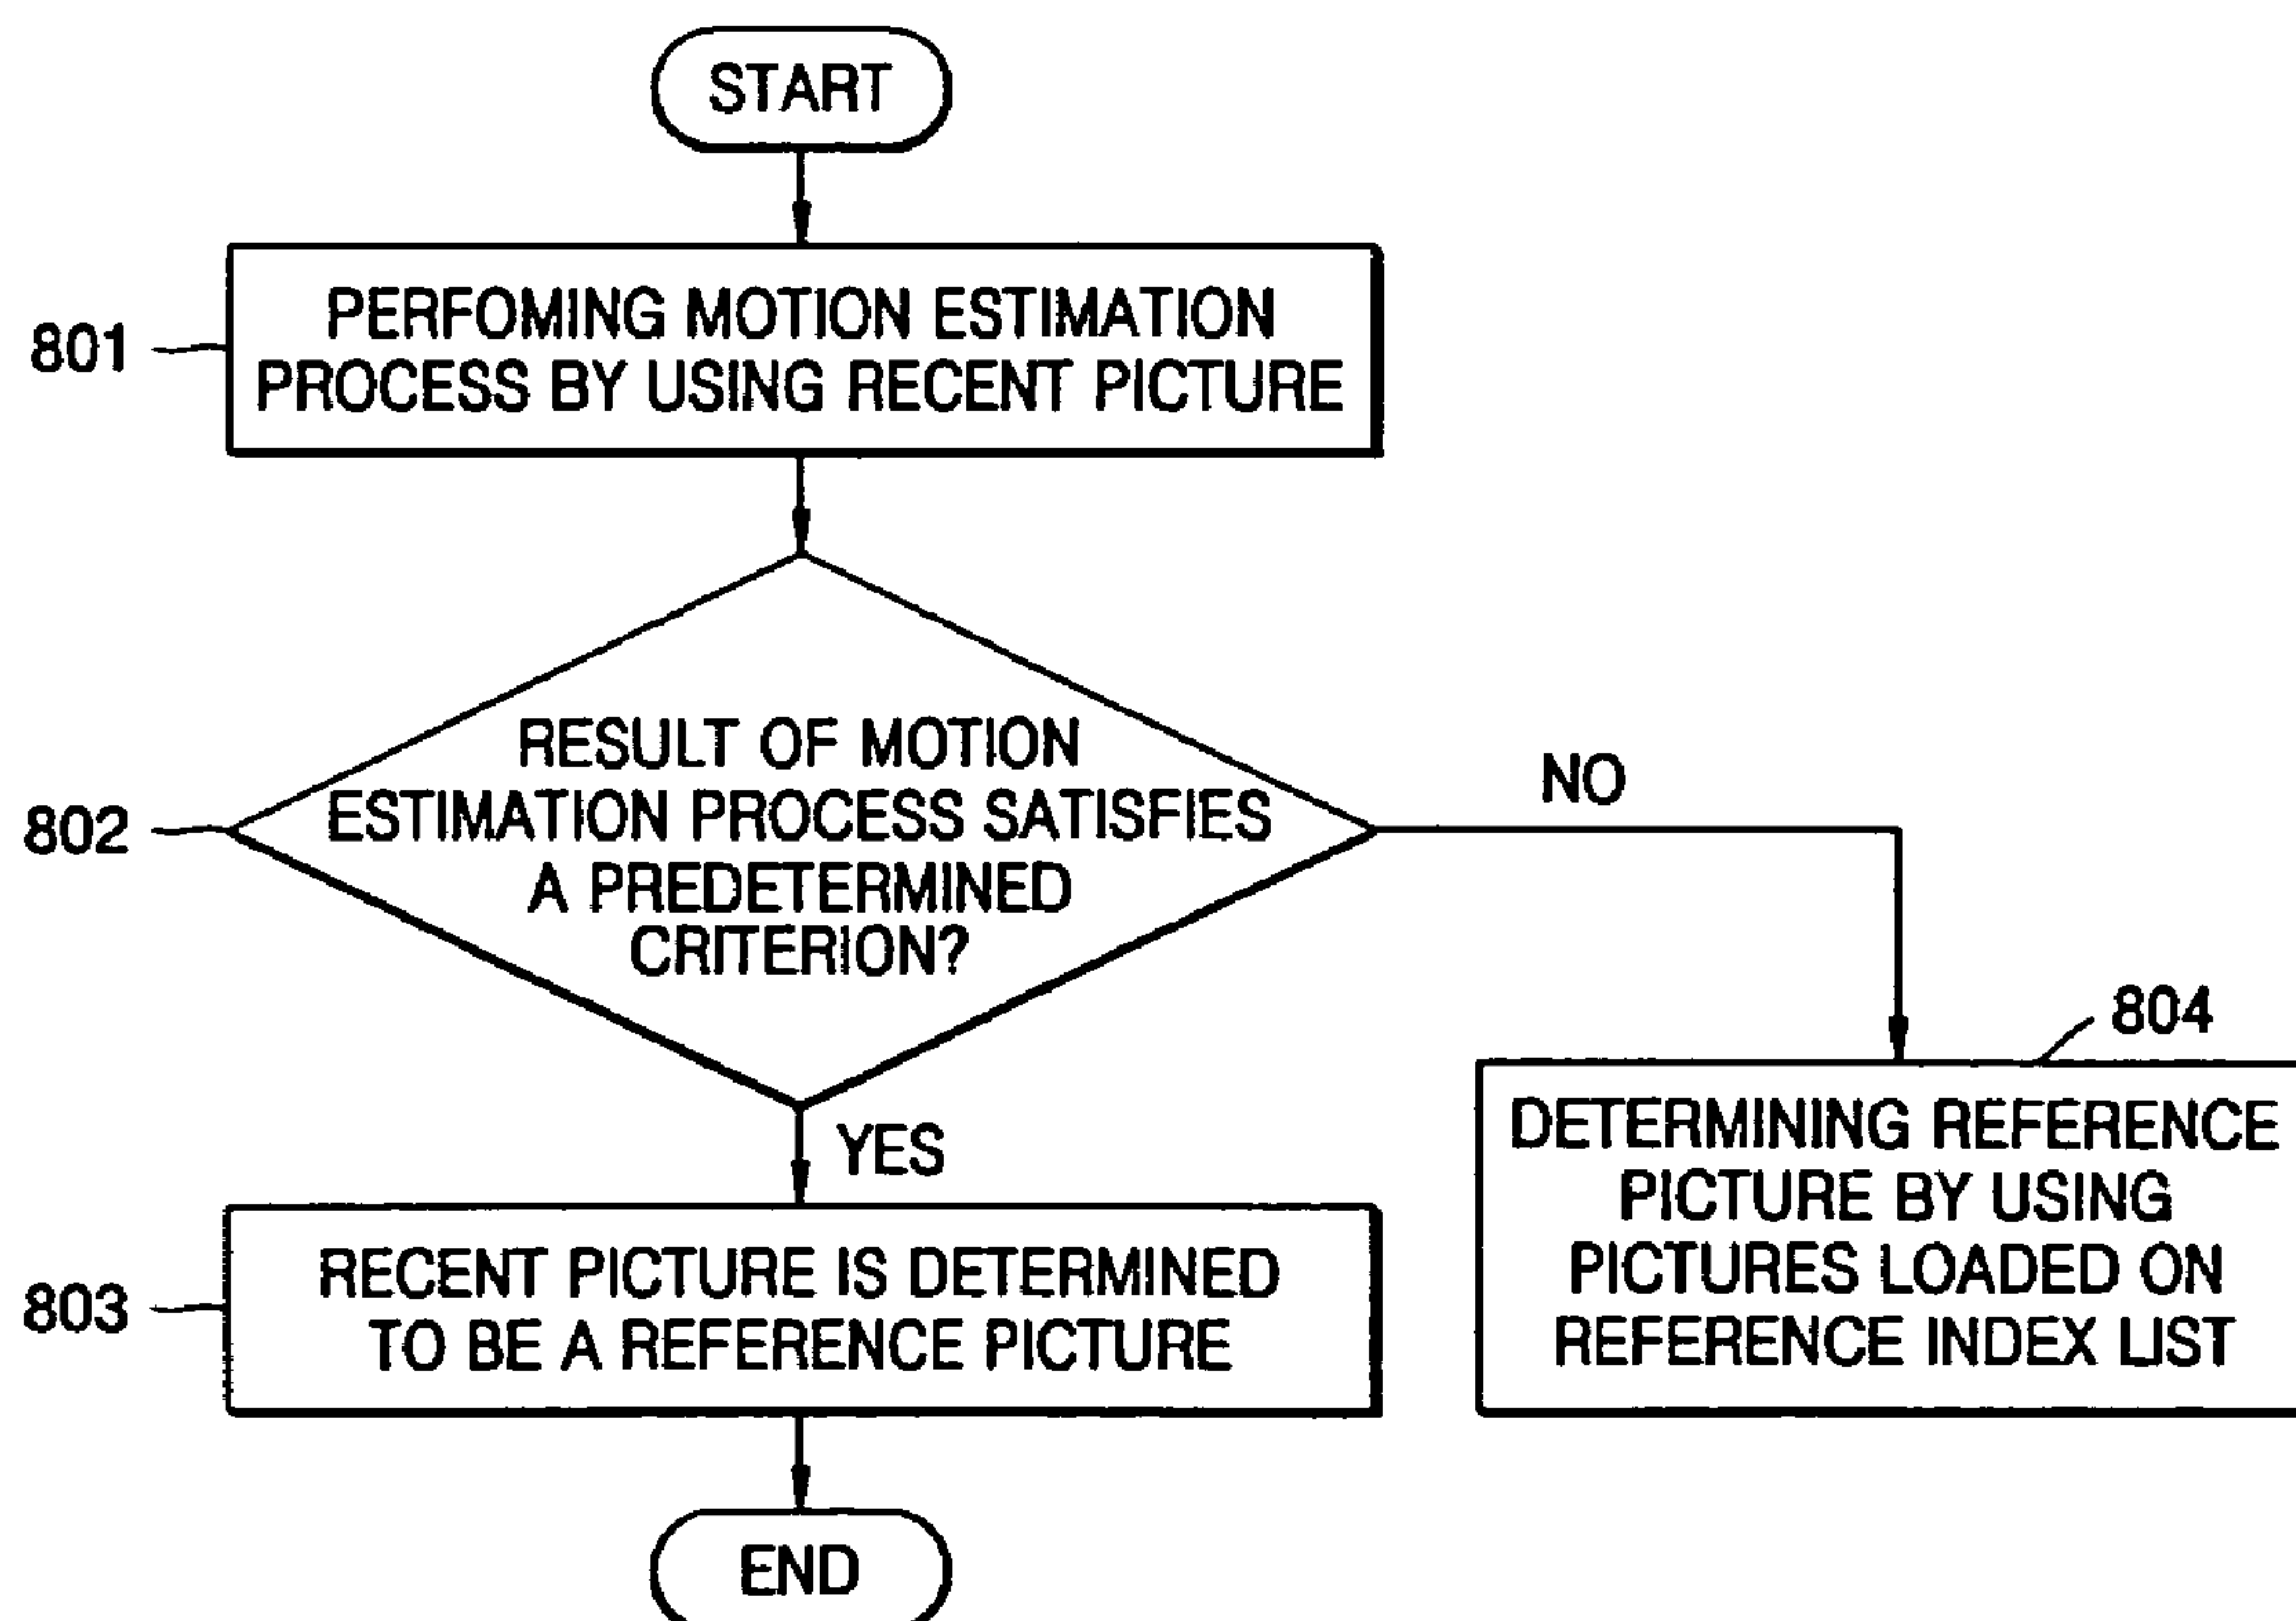 START
801
PERFOMING MOTION ESTIMATION
PROCESS BY USING RECENT PICTURE
802
RESULT OF MOTION
ESTIMATION PROCESS SATISFIES
A PREDETERMINED
CRITERION?
NO
YES
804
DETERMINING REFERENCE
PICTURE BY USING
PICTURES LOADED ON
REFERENCE INDEX LIST
803
RECENT PICTURE IS DETERMINED
TO BE A REFERENCE PICTURE
END